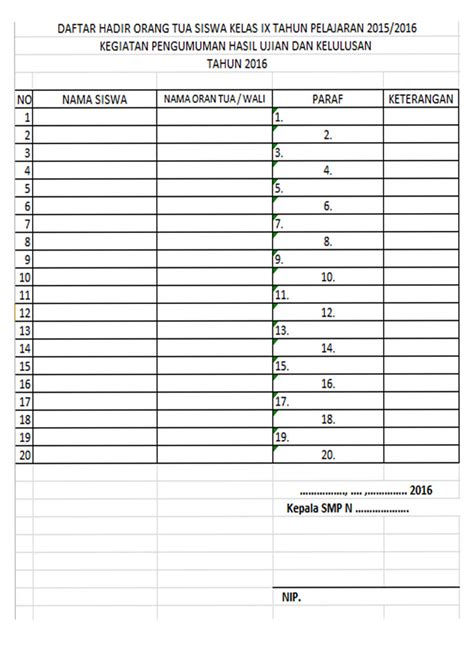 DAFTAR HADIR ORANG TUA SISWA KELAS IX TAHUN PELAJARAN 2015/2016
KEGIATAN PENGUMUMAN HASIL UJIAN DAN KELULUSAN
TAHUN 2016
NO NAMA SISWA NAMA ORAN TUA / WALI PARAF KETERANGAN
1 1.
2 2.
3 3.
4 4.
5 5.
6 6.
7 7.
8 8.
9 9.
10 10.
11 11.
12 12.
13 13.
14 14.
15 15.
16 16.
17 17.
18 18.
19 19.
20 20.
................, .... ,.............. 2016
Kepala SMP N ...................
NIP.